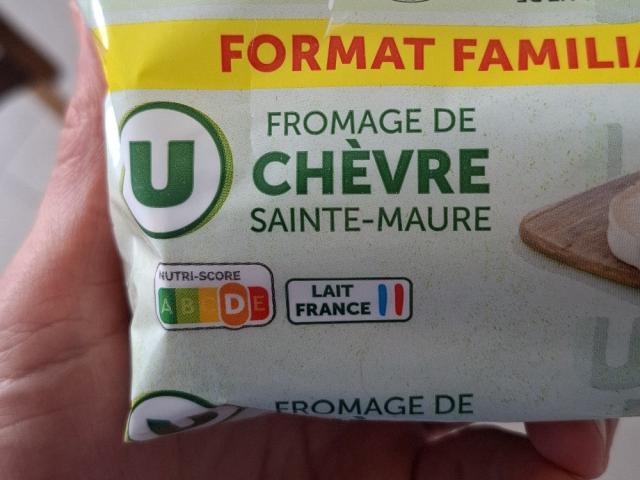 FORMAT FAMILIA
U
FROMAGE DE
CHÈVRE
SAINTE-MAURE
NUTRI-SCORE
A B C D E
LAIT
FRANCE
FROMAGE DE